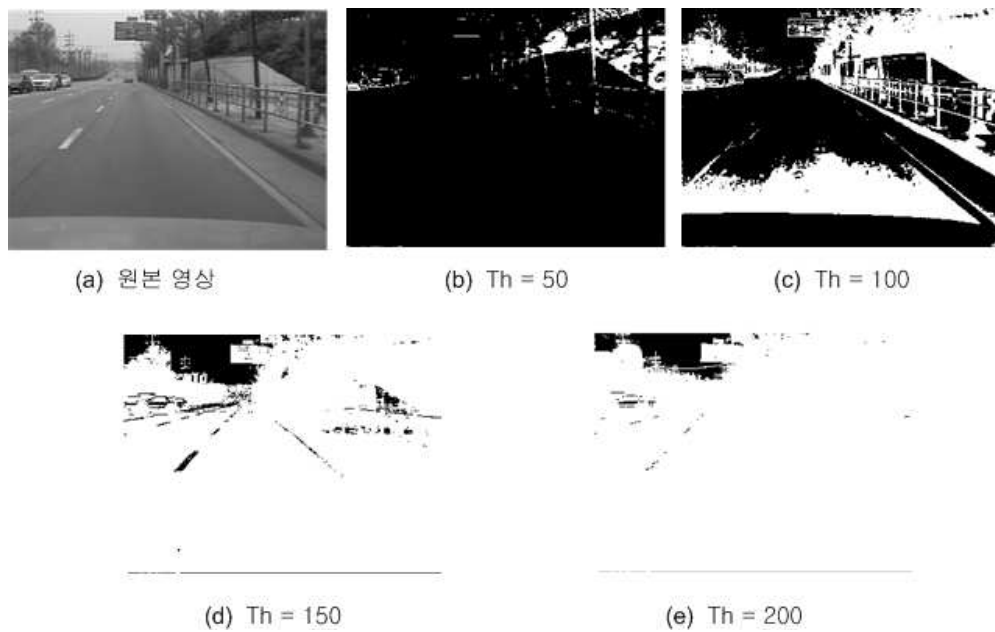 (a) 원본 영상
(b) Th = 50
(c) Th = 100
(d) Th = 150
(e) Th = 200